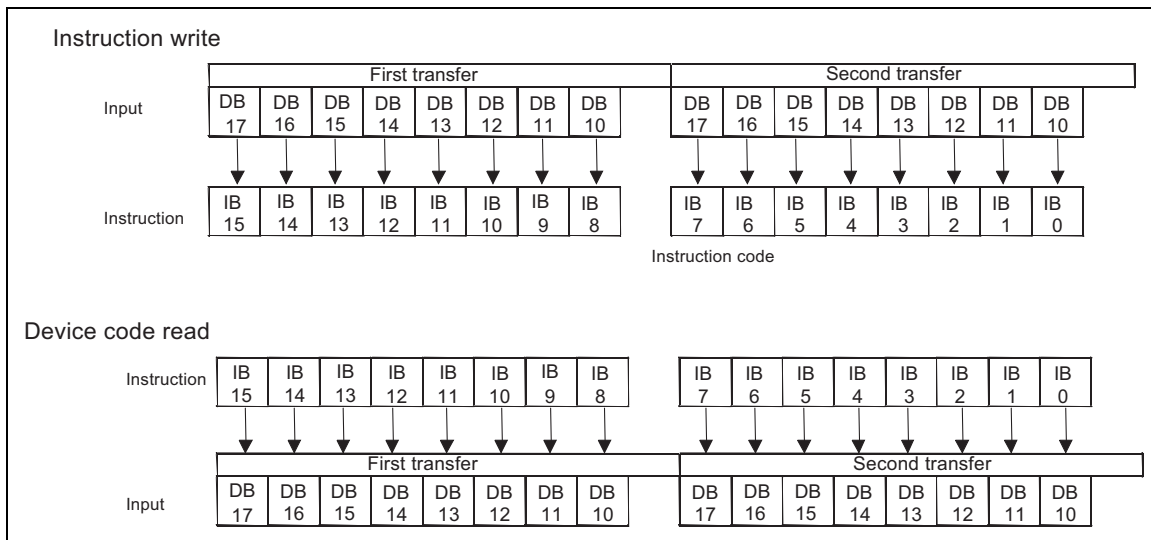 Instruction write
First transfer Second transfer
Input DB DB DB DB DB DB DB DB DB DB DB DB DB DB DB DB
17 16 15 14 13 12 11 10 17 16 15 14 13 12 11 10
Instruction IB IB IB IB IB IB IB IB IB IB IB IB IB IB IB IB
15 14 13 12 11 10 9 8 7 6 5 4 3 2 1 0
Instruction code
Device code read
Instruction IB IB IB IB IB IB IB IB IB IB IB IB IB IB IB IB
15 14 13 12 11 10 9 8 7 6 5 4 3 2 1 0
First transfer Second transfer
Input DB DB DB DB DB DB DB DB DB DB DB DB DB DB DB DB
17 16 15 14 13 12 11 10 17 16 15 14 13 12 11 10